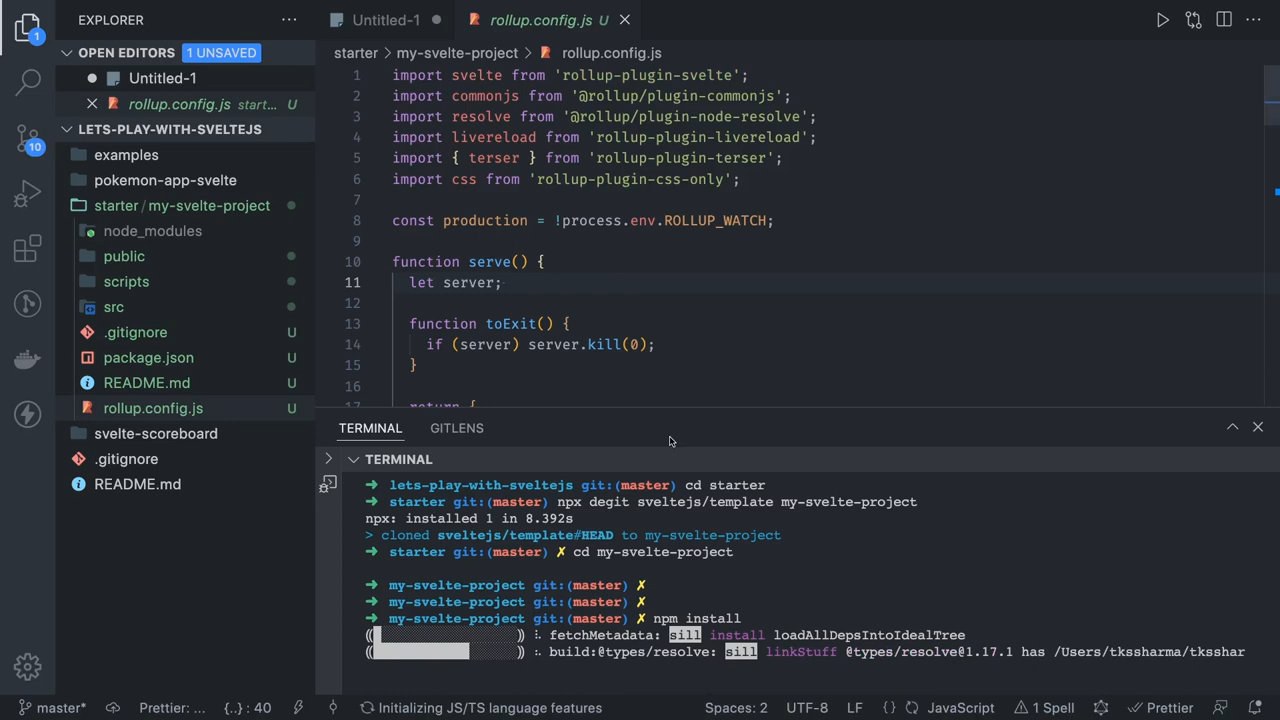 EXPLORER
OPEN EDITORS 1 UNSAVED
Untitled-1
rollup.config.js start... U
LETS-PLAY-WITH-SVELTEJS
examples
pokemon-app-svelte
starter / my-svelte-project
node_modules
public
scripts
src
.gitignore U
package.json U
README.md U
rollup.config.js U
svelte-scoreboard
.gitignore
README.md
1
10
Untitled-1
rollup.config.js U
starter > my-svelte-project > rollup.config.js
1 import svelte from 'rollup-plugin-svelte';
2 import commonjs from '@rollup/plugin-commonjs';
3 import resolve from '@rollup/plugin-node-resolve';
4 import livereload from 'rollup-plugin-livereload';
5 import { terser } from 'rollup-plugin-terser';
6 import css from 'rollup-plugin-css-only';
7
8 const production = !process.env.ROLLUP_WATCH;
9
10 function serve() {
11 let server;
12
13 function toExit() {
14 if (server) server.kill(0);
15 }
16
17 return {
TERMINAL GITLENS
TERMINAL
➜ lets-play-with-sveltejs git:(master) cd starter
➜ starter git:(master) npx degit sveltejs/template my-svelte-project
npx: installed 1 in 8.392s
> cloned sveltejs/template#HEAD to my-svelte-project
➜ starter git:(master) ✗ cd my-svelte-project
➜ my-svelte-project git:(master) ✗
➜ my-svelte-project git:(master) ✗
➜ my-svelte-project git:(master) ✗ npm install
fetchMetadata: sill install loadAllDepsIntoIdealTree
build:@types/resolve: sill linkStuff @types/resolve@1.17.1 has /Users/tkssharma/tksshar
master* Prettier: ... {..} : 40 Initializing JS/TS language features Spaces: 2 UTF-8 LF {} JavaScript 1 Spell Prettier